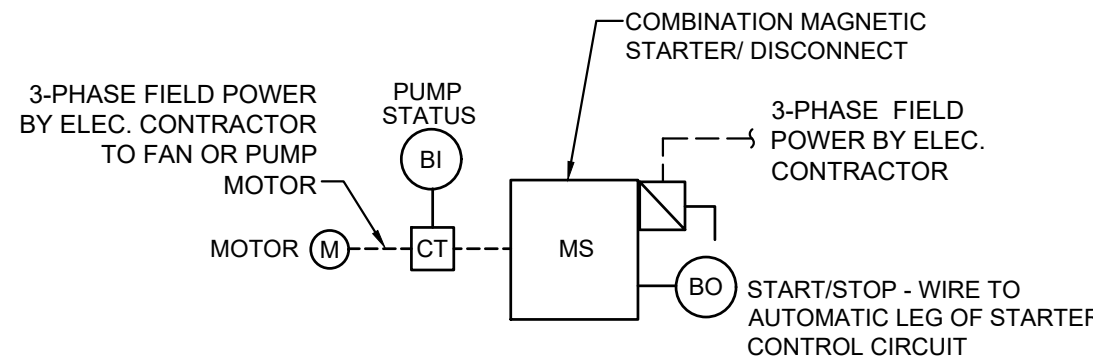 COMBINATION MAGNETIC
STARTER/ DISCONNECT
3-PHASE FIELD POWER
BY ELEC. CONTRACTOR
TO FAN OR PUMP
MOTOR
PUMP
STATUS
BI
3-PHASE FIELD
POWER BY ELEC.
CONTRACTOR
MOTOR
M
CT
MS
BO
START/STOP - WIRE TO
AUTOMATIC LEG OF STARTER
CONTROL CIRCUIT